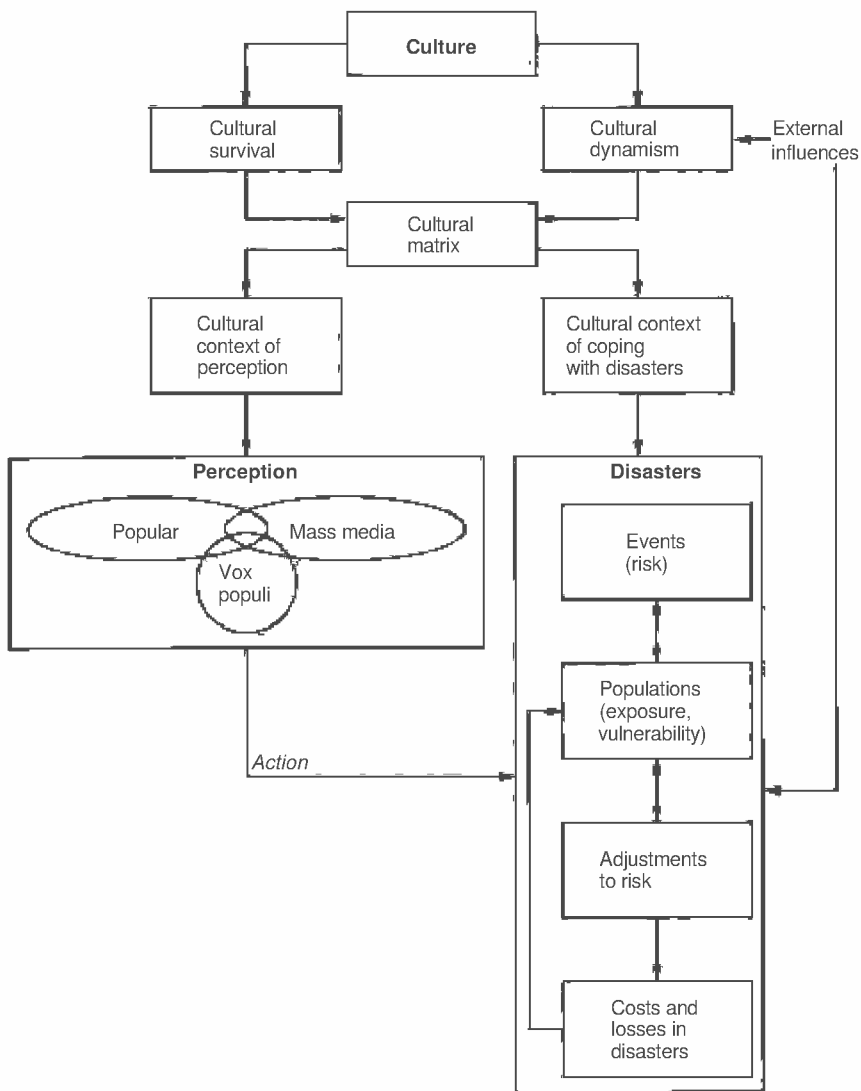 Culture
Cultural
survival
Cultural
dynamism
External
influences
Cultural
matrix
Cultural
context of
perception
Cultural context
of coping
with disasters
Perception
Popular
Mass media
Vox
populi
Action
Disasters
Events
(risk)
Populations
(exposure,
vulnerability)
Adjustments
to risk
Costs and
losses in
disasters